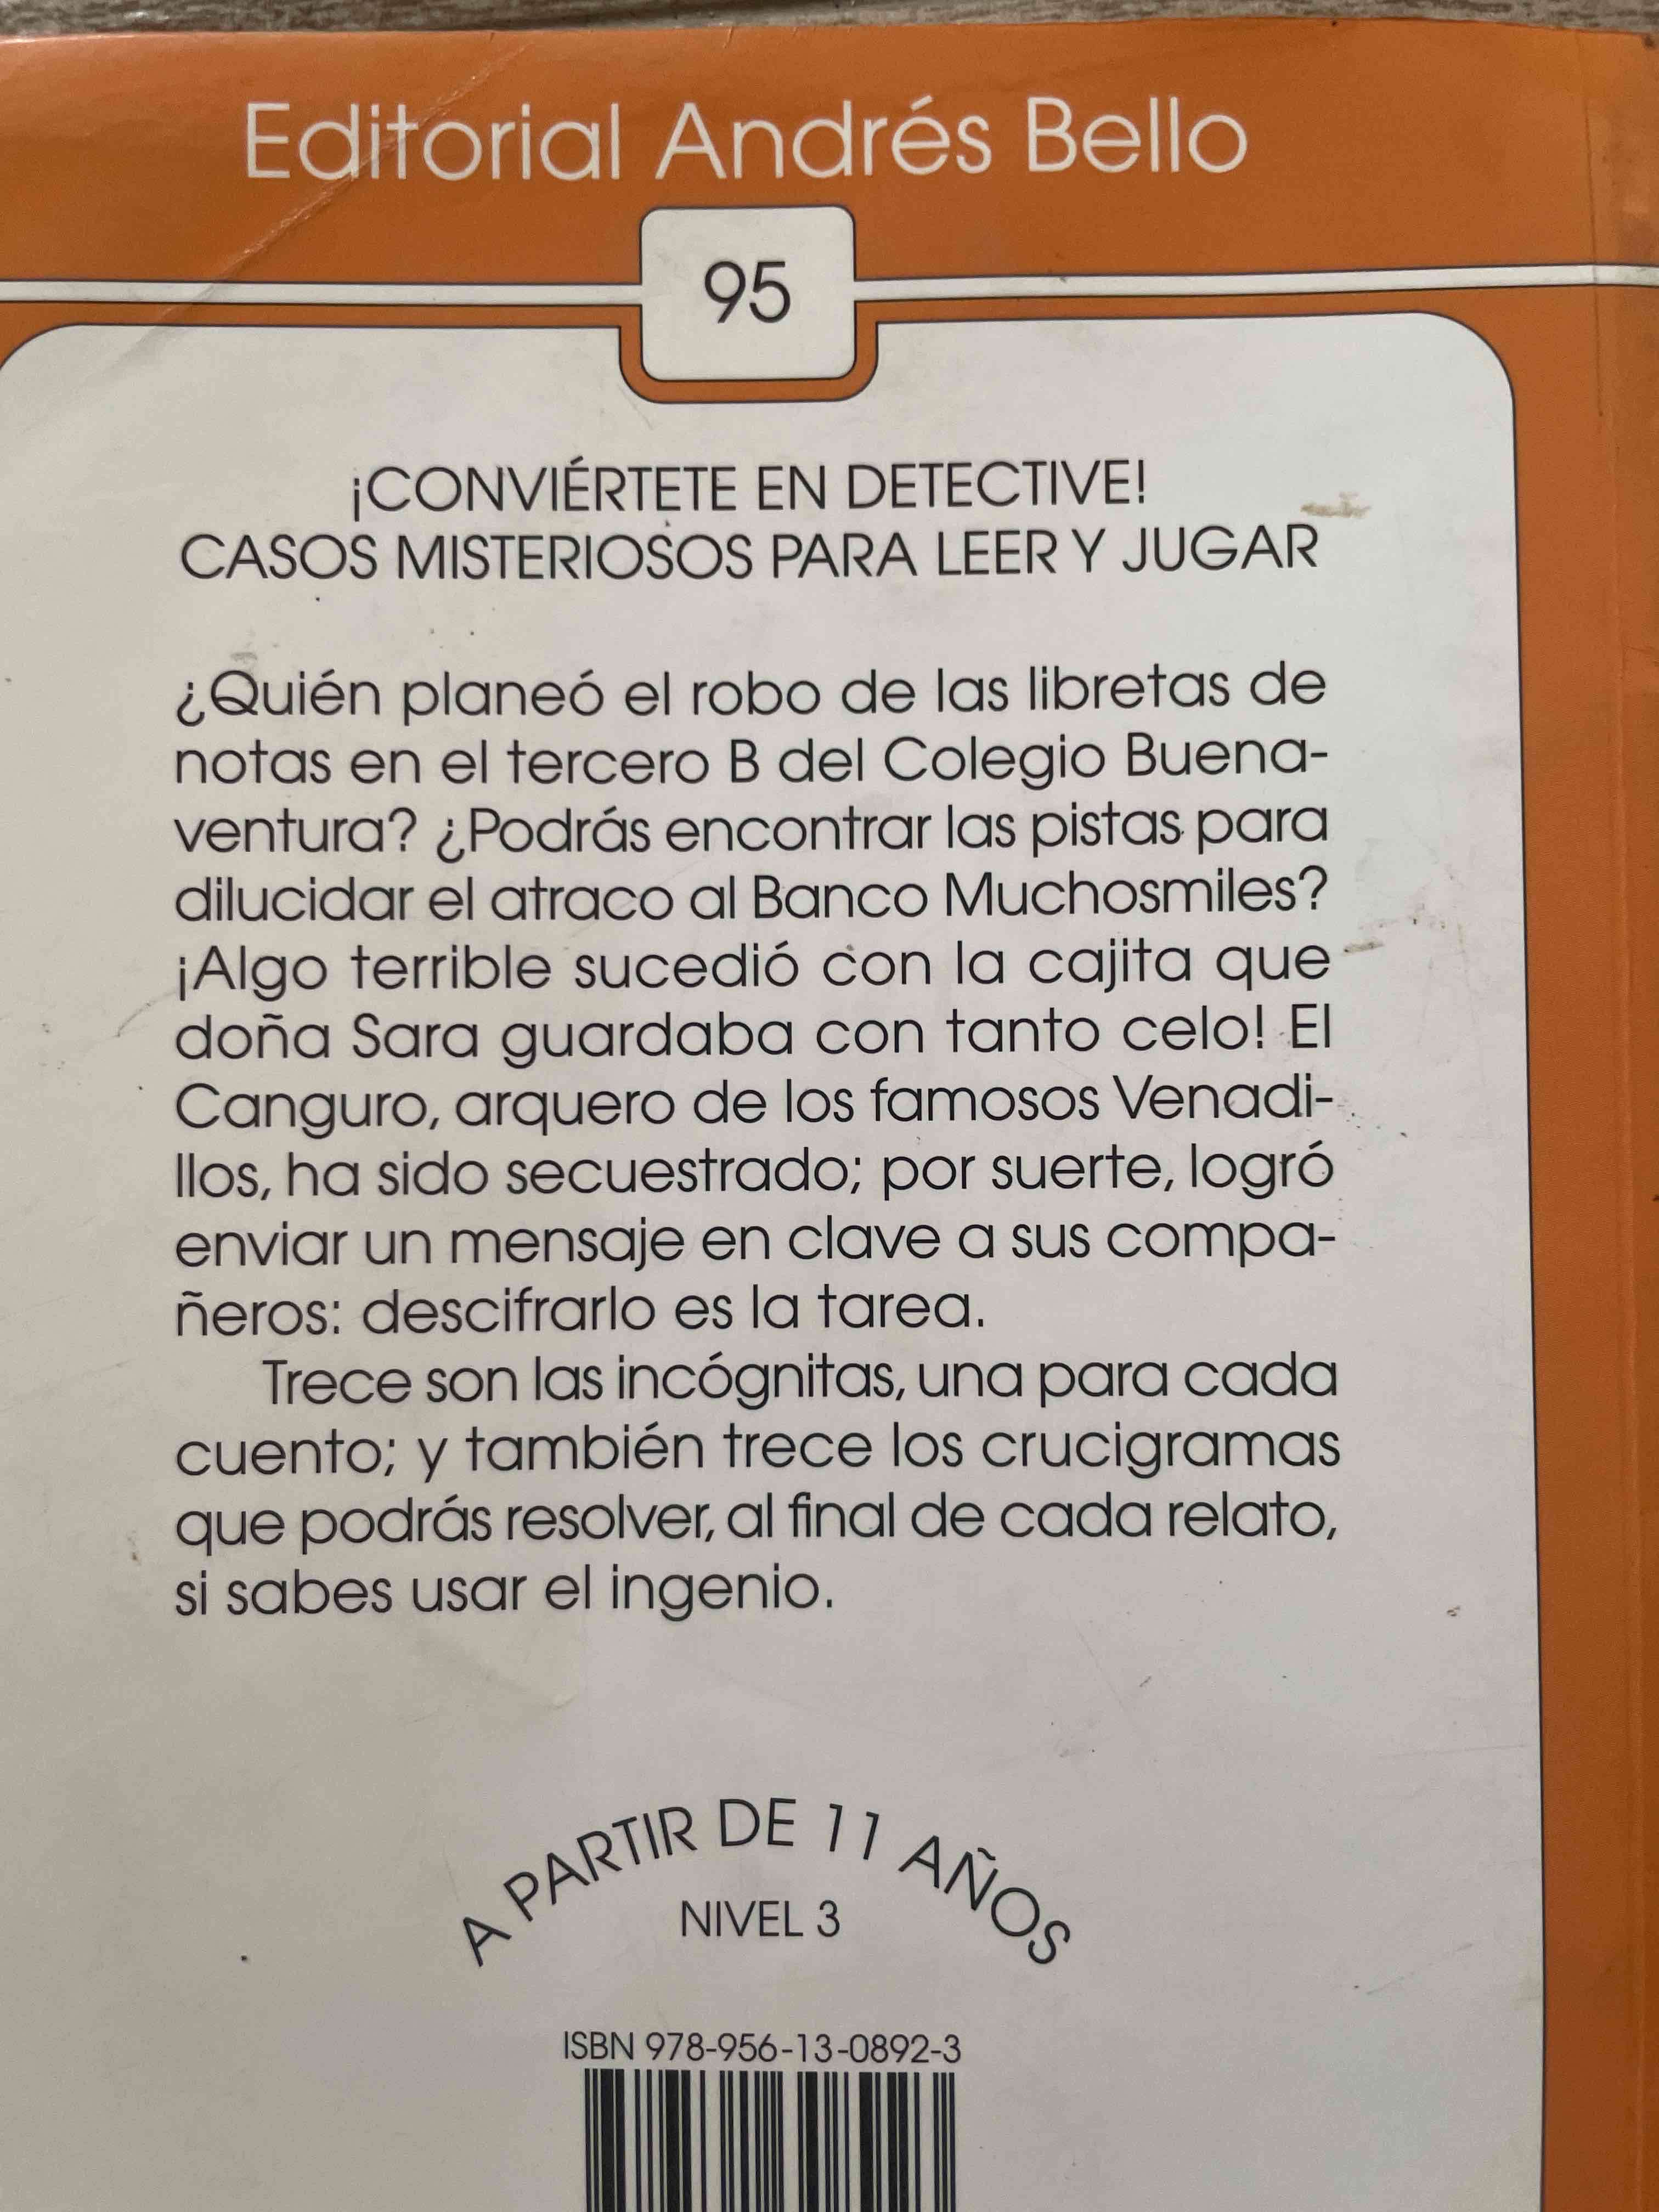 Editorial Andrés Bello
95
¡CONVIÉRTETE EN DETECTIVE!
CASOS MISTERIOSOS PARA LEER Y JUGAR
¿Quién planeó el robo de las libretas de
notas en el tercero B del Colegio Buena-
ventura? ¿Podrás encontrar las pistas para
dilucidar el atraco al Banco Muchosmiles?
¡Algo terrible sucedió con la cajita que
doña Sara guardaba con tanto celo! El
Canguro, arquero de los famosos Venadi-
llos, ha sido secuestrado; por suerte, logró
enviar un mensaje en clave a sus compa-
ñeros: descifrarlo es la tarea.
Trece son las incógnitas, una para cada
cuento; y también trece los crucigramas
que podrás resolver, al final de cada relato,
si sabes usar el ingenio.
A PARTIR DE 11 AÑOS
NIVEL 3
ISBN 978-956-13-0892-3